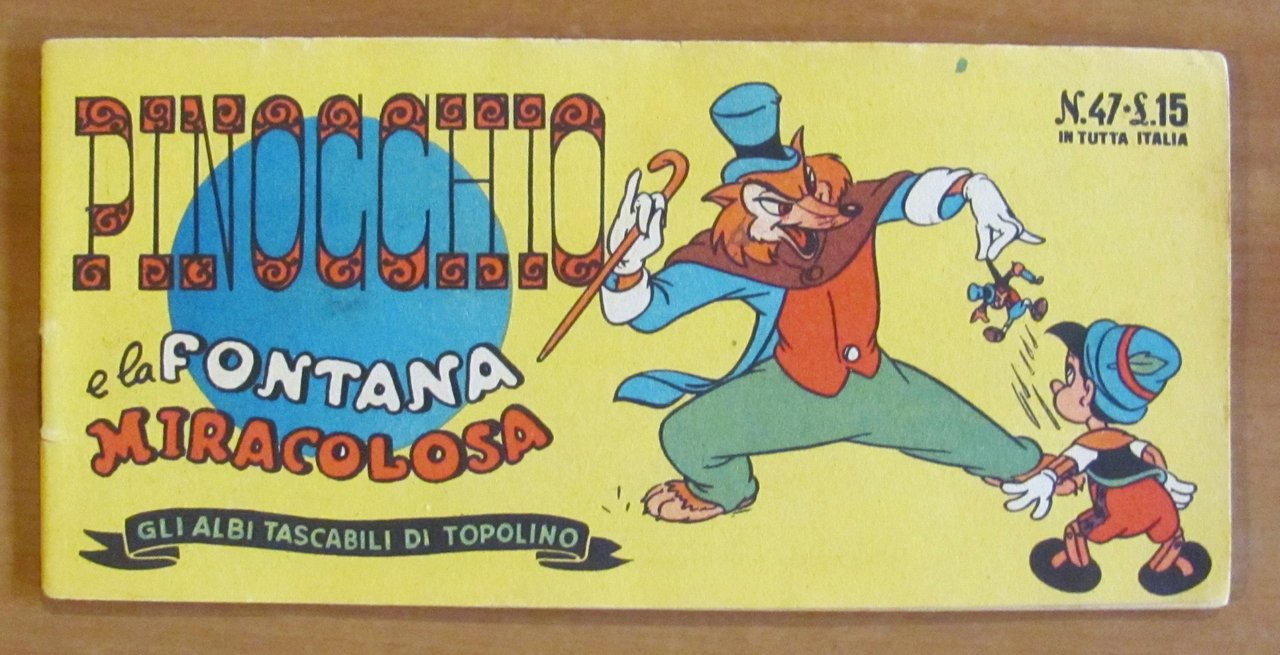 PINOCCHIO
e la FONTANA
MIRACOLOSA
GLI ALBI TASCABILI DI TOPOLINO
N.47·£.15
IN TUTTA ITALIA